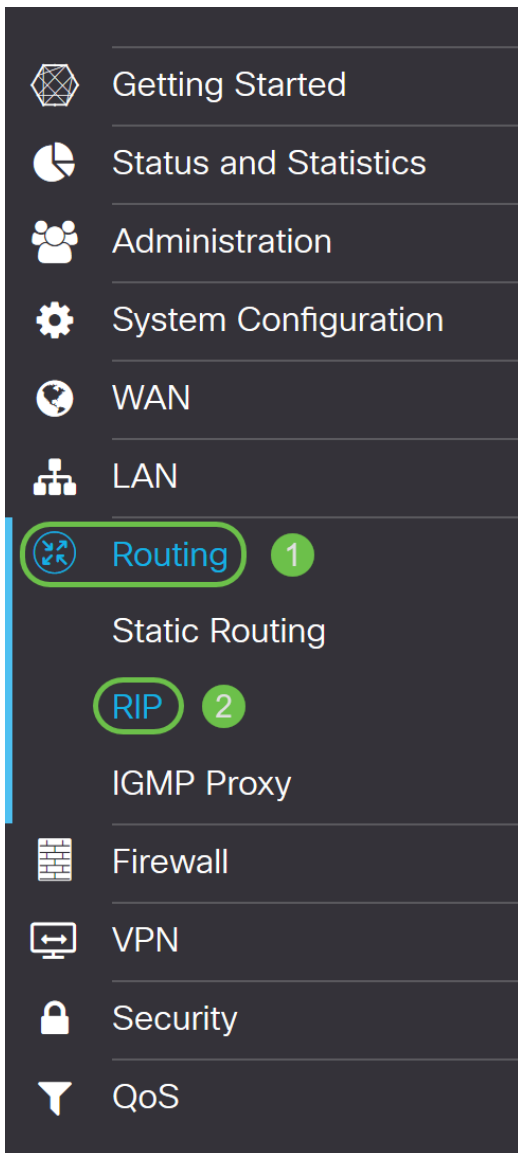 Getting Started
Status and Statistics
Administration
System Configuration
WAN
LAN
Routing 1
Static Routing
RIP 2
IGMP Proxy
Firewall
VPN
Security
QoS